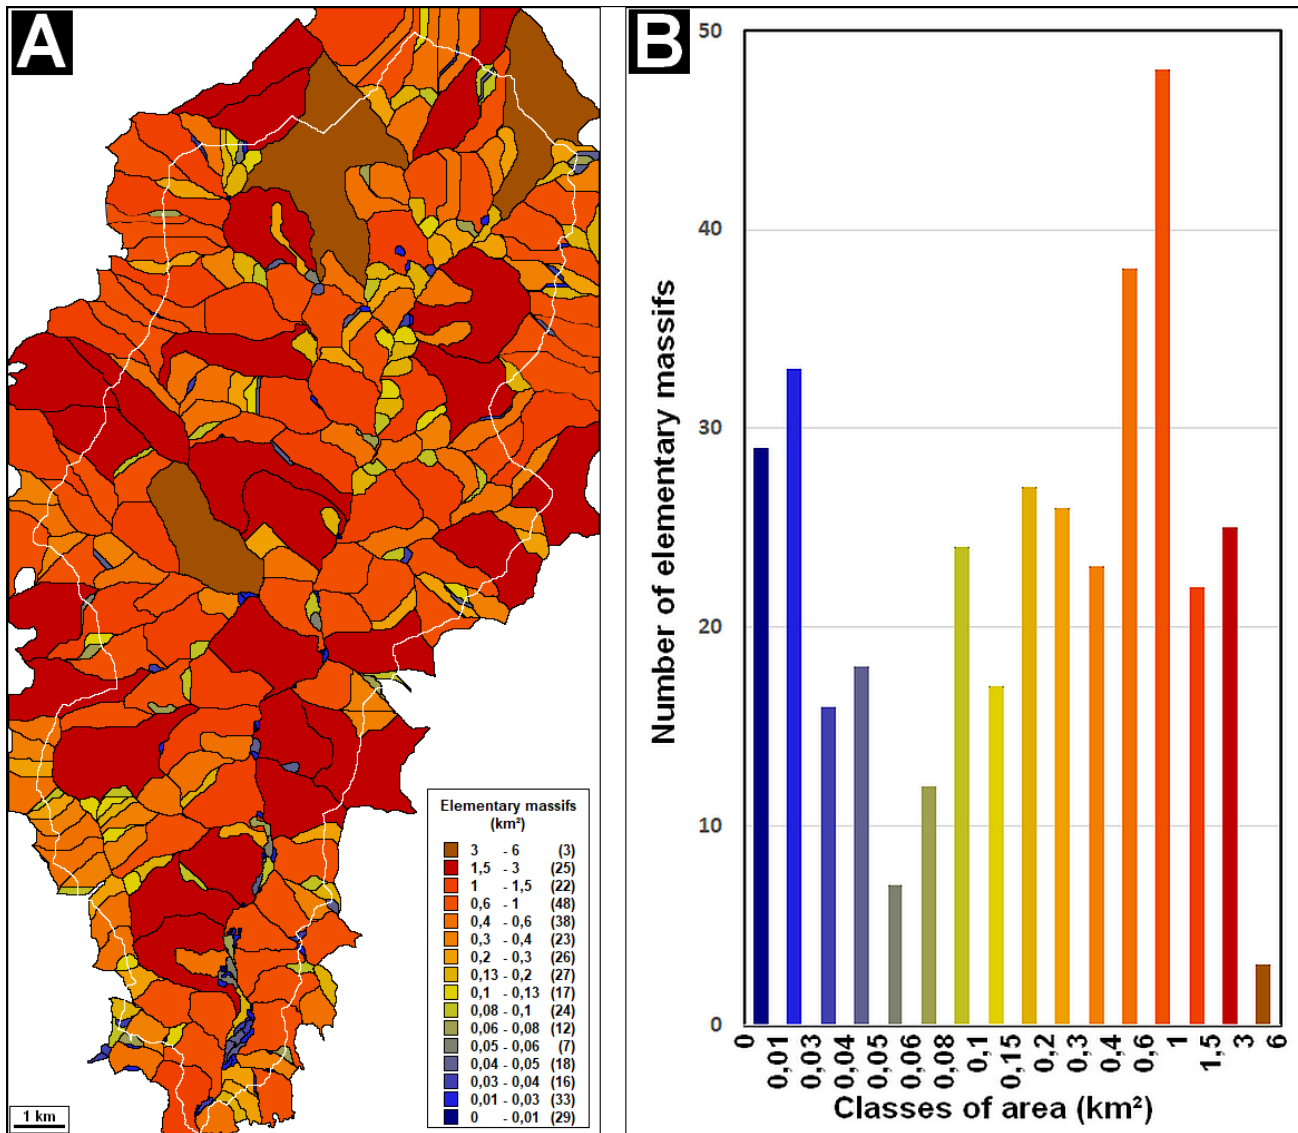 A
Elementary massifs
(km²)
3 - 6 (3)
1,5 - 3 (25)
1 - 1,5 (22)
0,6 - 1 (48)
0,4 - 0,6 (38)
0,3 - 0,4 (23)
0,2 - 0,3 (26)
0,13 - 0,2 (27)
0,1 - 0,13 (17)
0,08 - 0,1 (24)
0,06 - 0,08 (12)
0,05 - 0,06 (7)
0,04 - 0,05 (18)
0,03 - 0,04 (16)
0,01 - 0,03 (33)
0 - 0,01 (29)
1 km
B
Number of elementary massifs
50
40
30
20
10
0
0 0,01 0,03 0,04 0,05 0,06 0,08 0,1 0,15 0,2 0,3 0,4 0,6 1 1,5 3 6
Classes of area (km²)